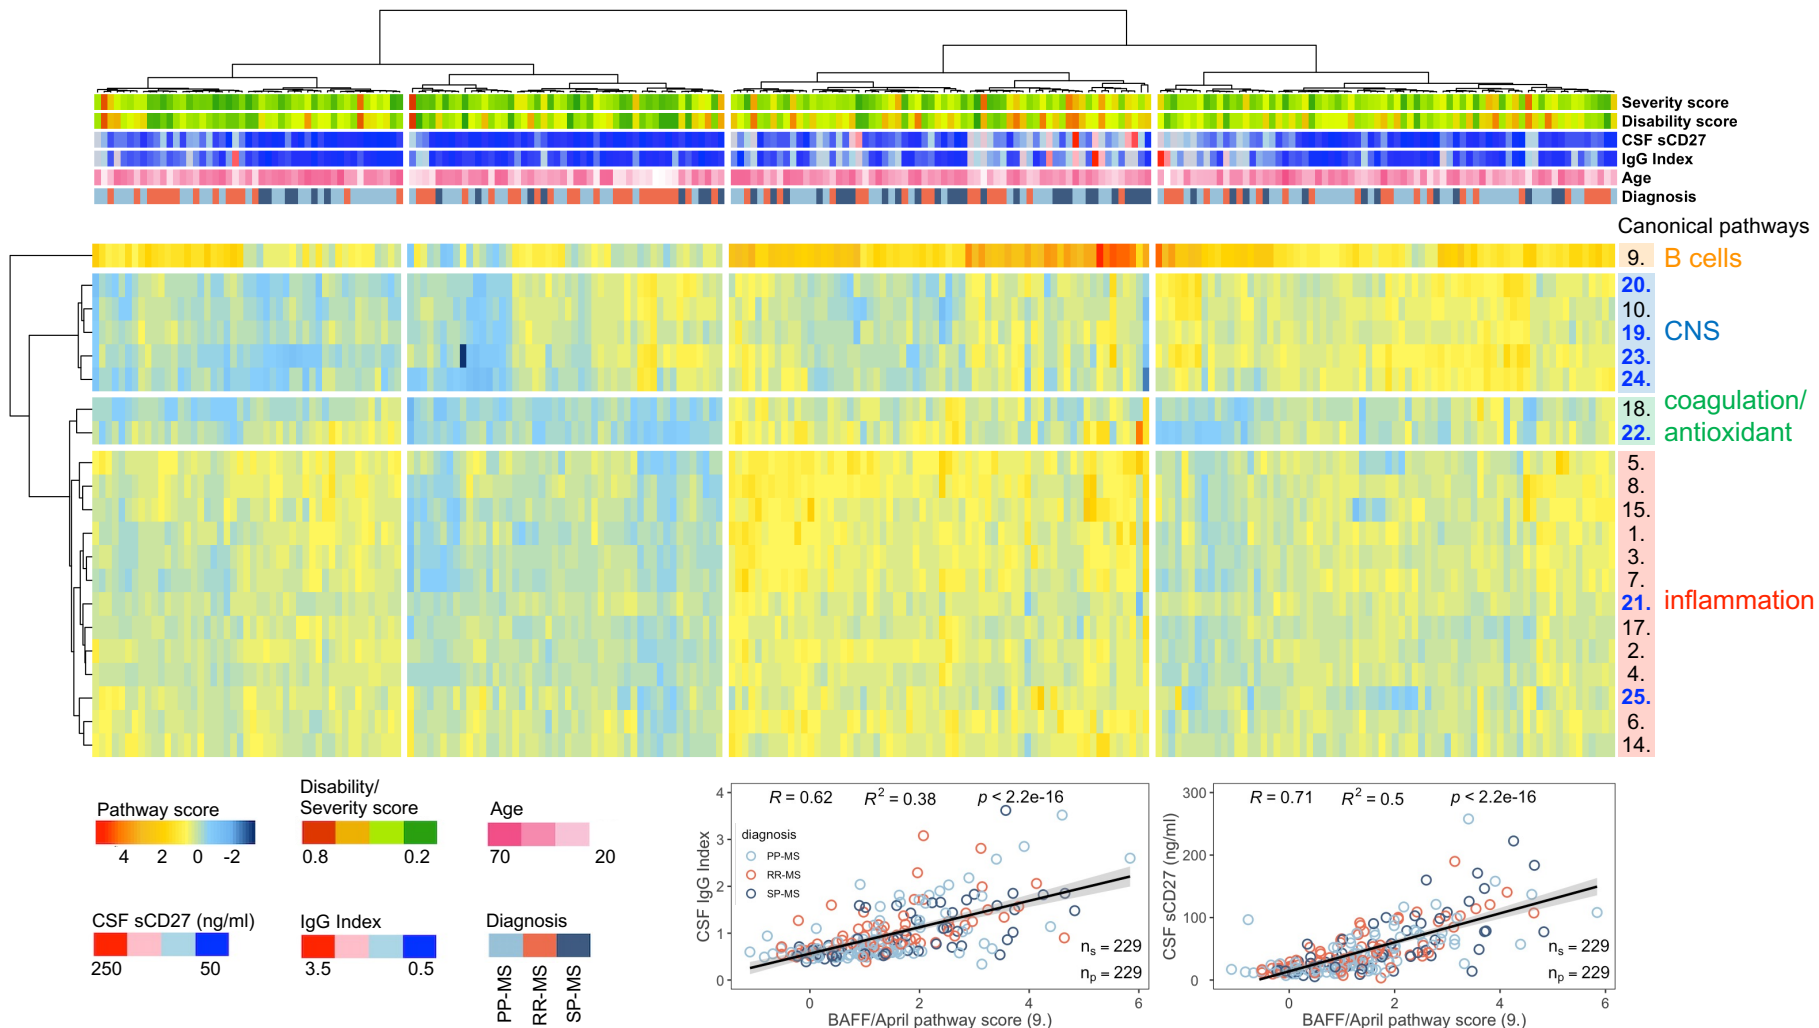 Severity score
Disability score
CSF sCD27
IgG Index
Age
Diagnosis
Canonical pathways
9. B cells
20.
10.
19.
23.
24.
CNS
18.
22.
coagulation/
antioxidant
5.
8.
15.
1.
3.
7.
21.
17.
2.
4.
25.
6.
14.
inflammation
Pathway score
4 2 0 -2
Disability/
Severity score
0.8 0.2
Age
70 20
CSF sCD27 (ng/ml)
250 50
IgG Index
3.5 0.5
Diagnosis
PP-MS
RR-MS
SP-MS
R = 0.62 R² = 0.38 p < 2.2e-16
diagnosis
PP-MS
RR-MS
SP-MS
CSF IgG Index
4
3
2
1
0
nₛ = 229
nₚ = 229
0 2 4 6
BAFF/April pathway score (9.)
R = 0.71 R² = 0.5 p < 2.2e-16
CSF sCD27 (ng/ml)
300
200
100
0
nₛ = 229
nₚ = 229
0 2 4 6
BAFF/April pathway score (9.)